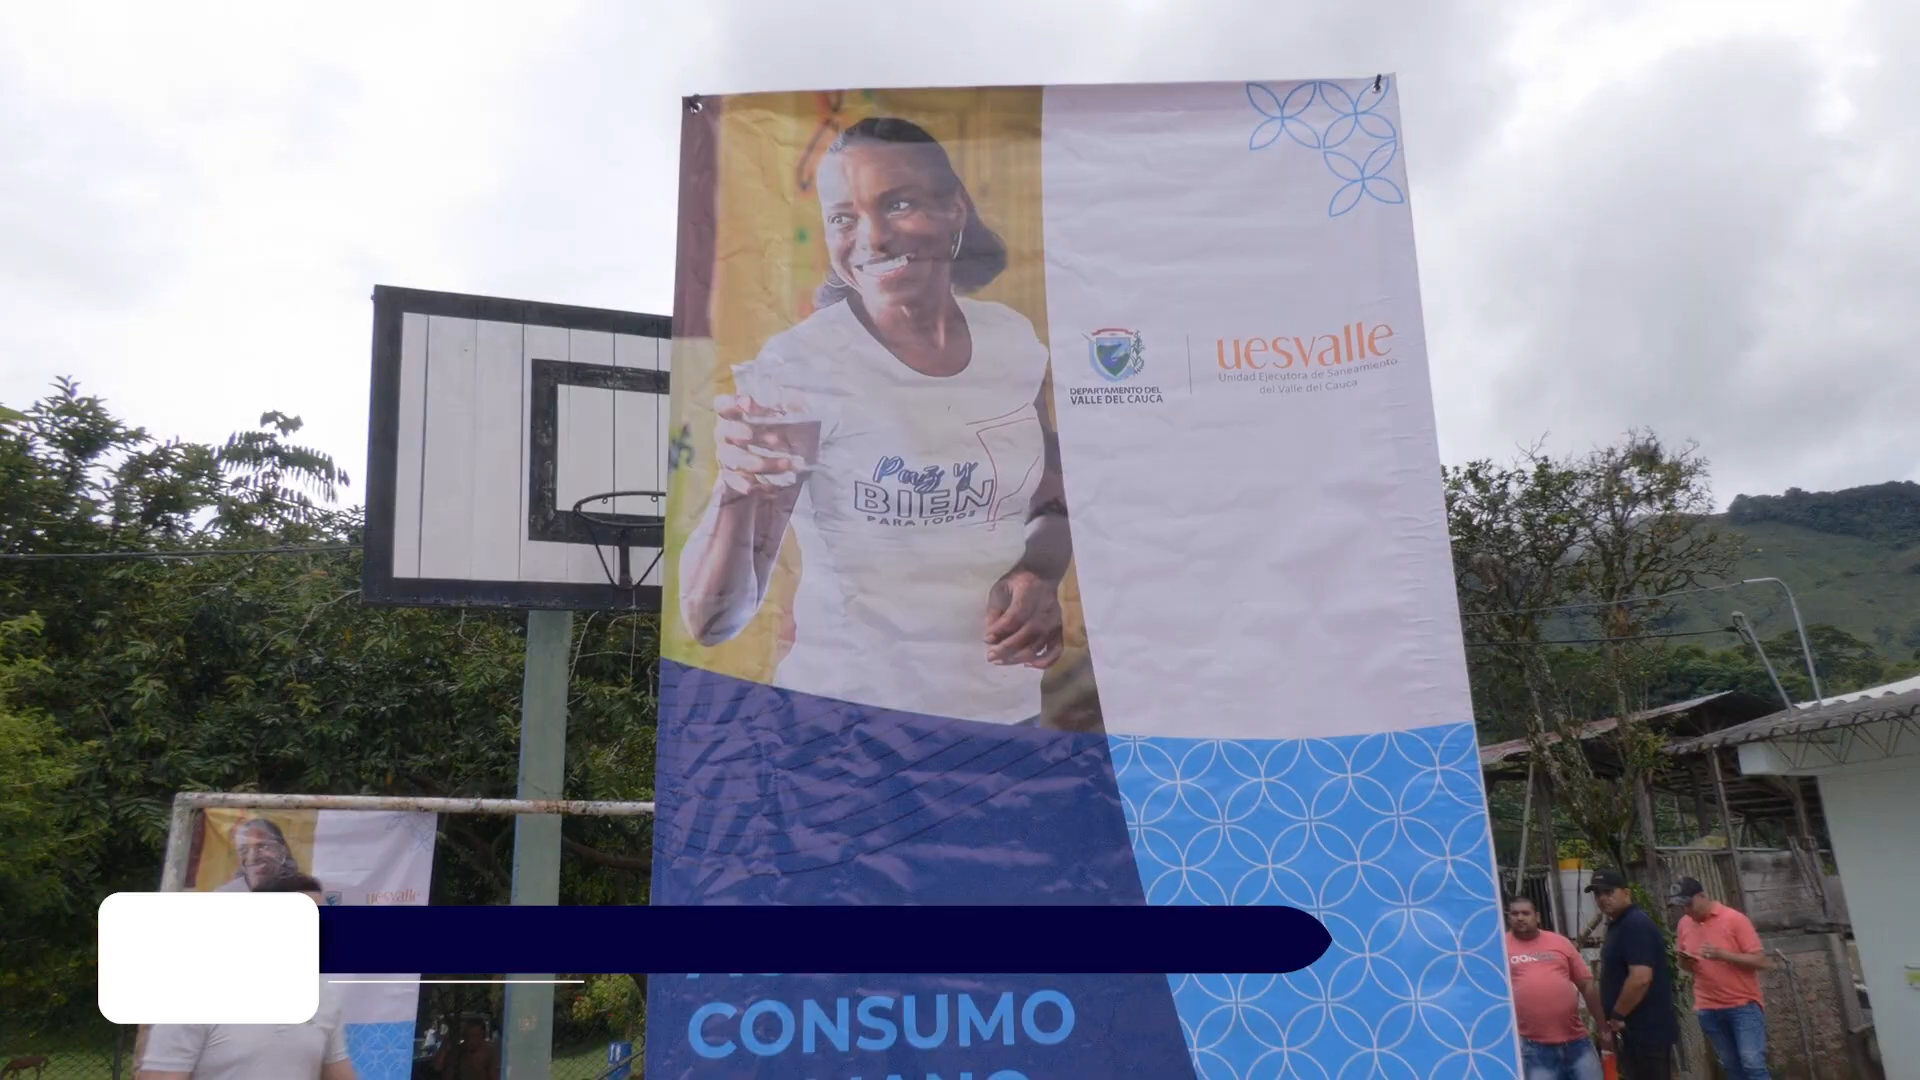 DEPARTAMENTO DEL
VALLE DEL CAUCA
uesvalle
Unidad Ejecutora de Saneamiento
del Valle del Cauca
Paz y
BIEN
PARA TODOS
uesvalle
CONSUMO